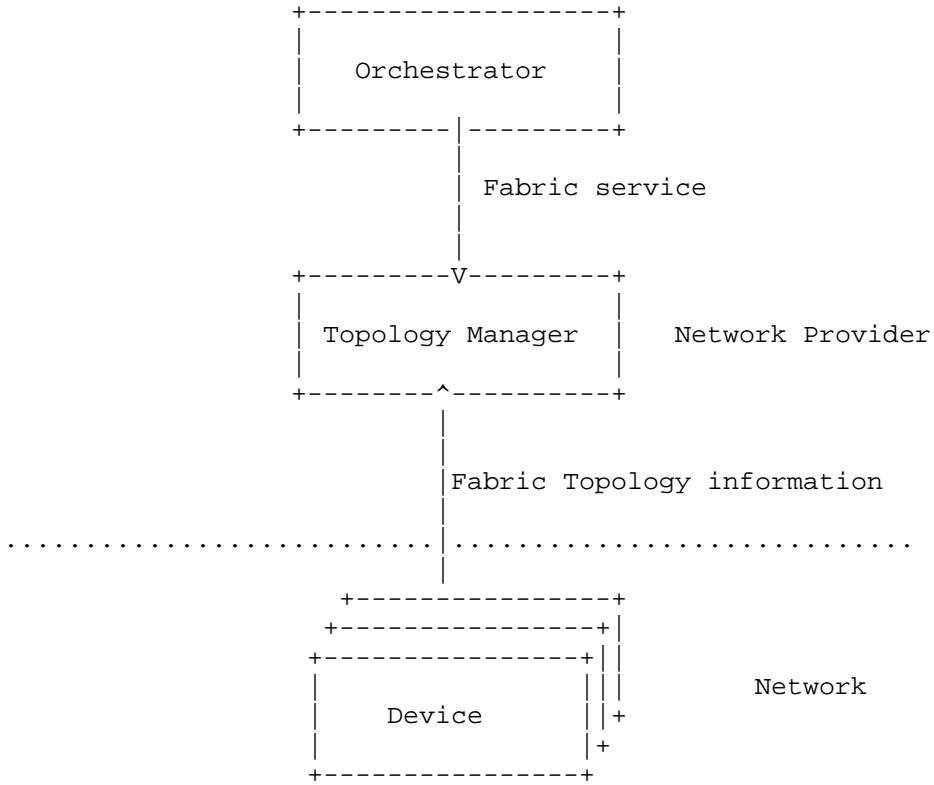 Orchestrator
Fabric service
Topology Manager Network Provider
Fabric Topology information
Network
Device